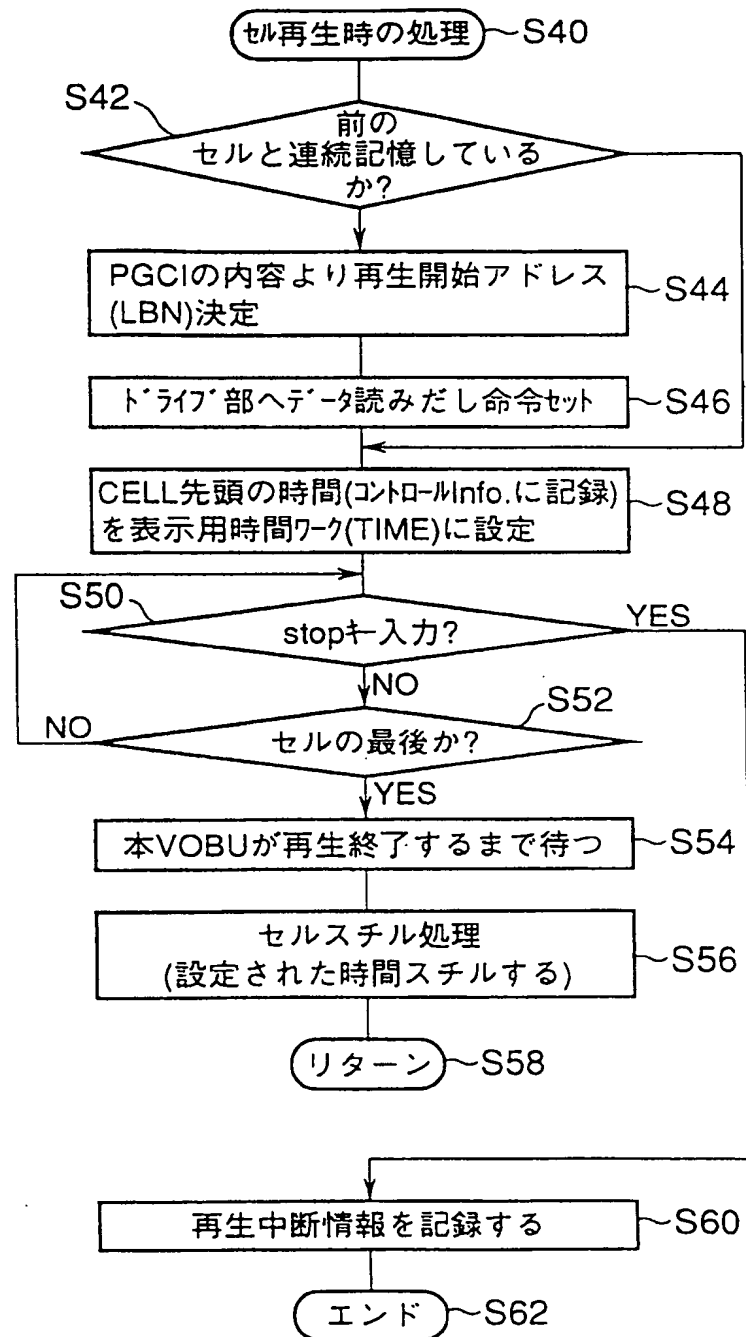 ｾﾙ再生時の処理
S40
S42
前の
セルと連続記憶している
か?
PGCIの内容より再生開始アドレス
(LBN)決定
S44
ﾄﾞﾗｲﾌﾞ部へﾃﾞｰﾀ読みだし命令ｾｯﾄ
S46
CELL先頭の時間(ｺﾝﾄﾛｰﾙInfo.に記録)
を表示用時間ﾜｰｸ(TIME)に設定
S48
S50
stopｷｰ入力?
YES
NO
S52
セルの最後か?
NO
YES
本VOBUが再生終了するまで待つ
S54
セルスチル処理
(設定された時間スチルする)
S56
リターン
S58
再生中断情報を記録する
S60
エンド
S62